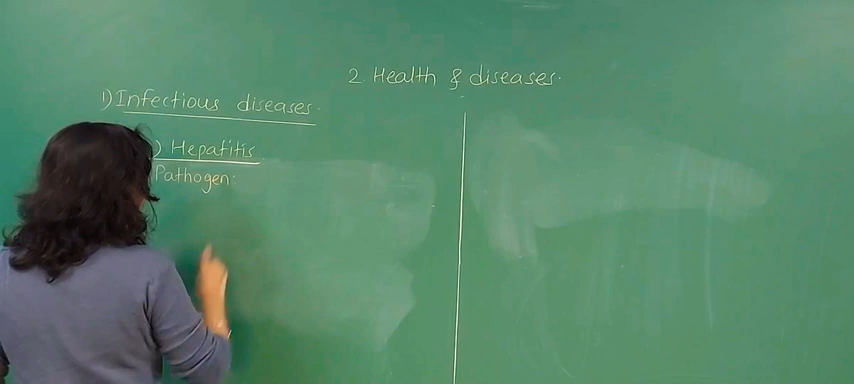 2. Health & diseases.
1) Infectious diseases.
) Hepatitis
Pathogen: